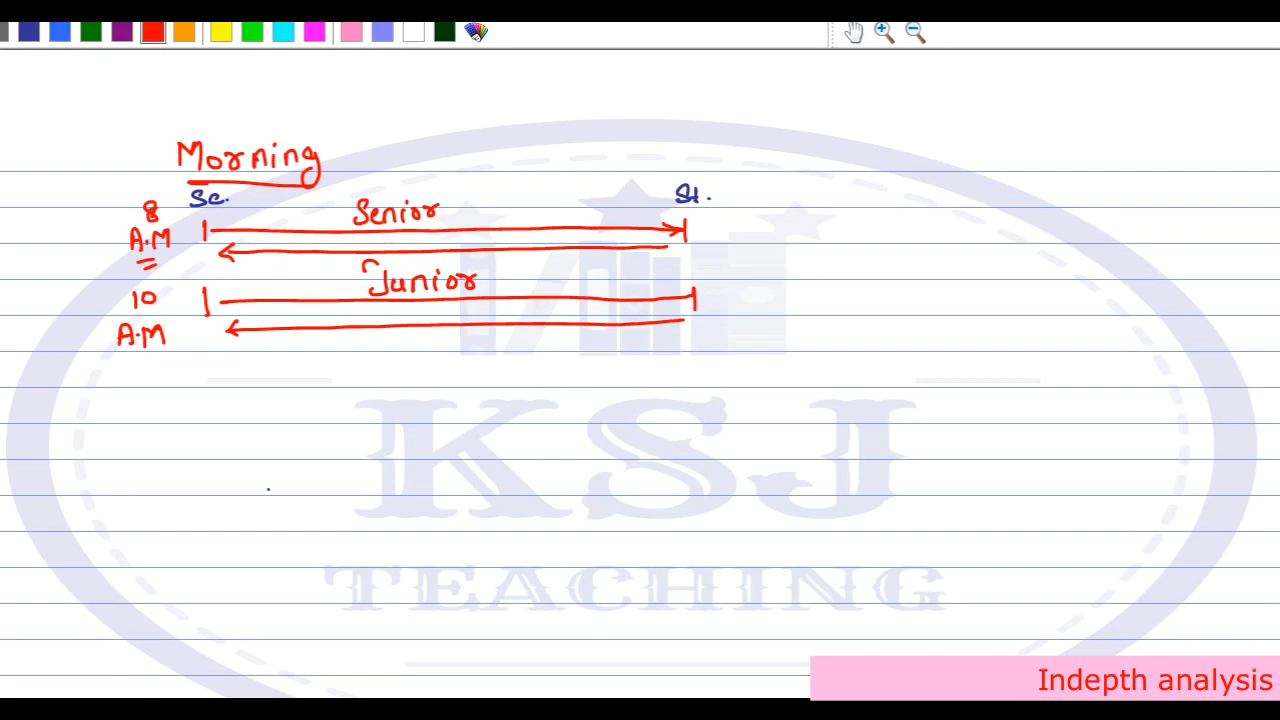 Morning
Sc. St.
8 Senior
A.M
Junior
10
A.M
KSJ
TEACHING
Indepth analysis